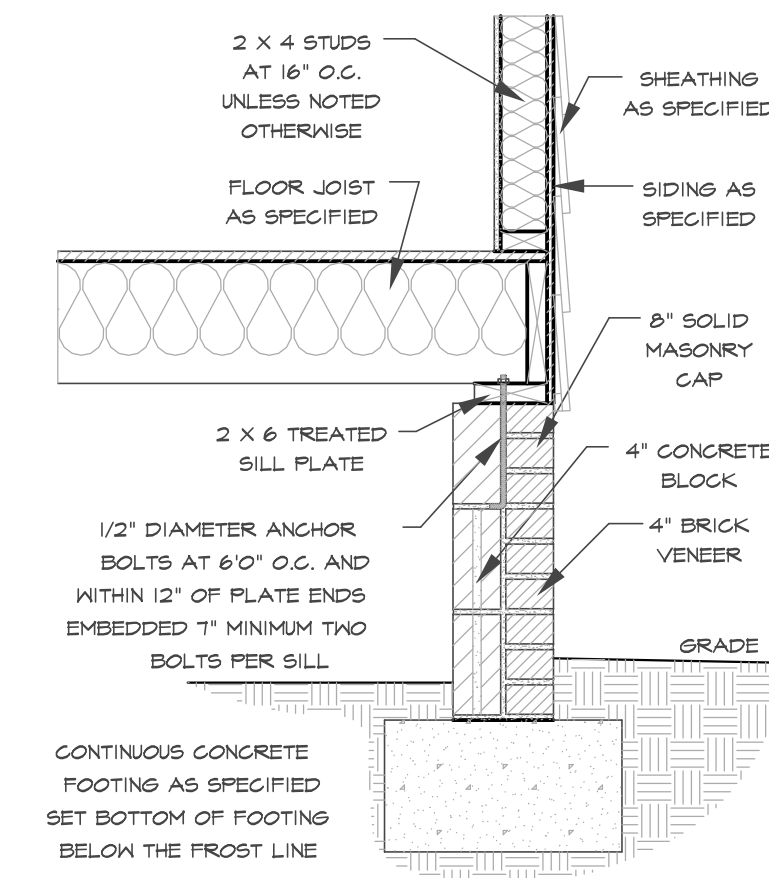 2 X 4 STUDS
AT 16" O.C.
UNLESS NOTED
OTHERWISE
SHEATHING
AS SPECIFIED
FLOOR JOIST
AS SPECIFIED
SIDING AS
SPECIFIED
8" SOLID
MASONRY
CAP
2 X 6 TREATED
SILL PLATE
4" CONCRETE
BLOCK
1/2" DIAMETER ANCHOR
BOLTS AT 6'0" O.C. AND
WITHIN 12" OF PLATE ENDS
EMBEDDED 7" MINIMUM TWO
BOLTS PER SILL
4" BRICK
VENEER
GRADE
CONTINUOUS CONCRETE
FOOTING AS SPECIFIED
SET BOTTOM OF FOOTING
BELOW THE FROST LINE